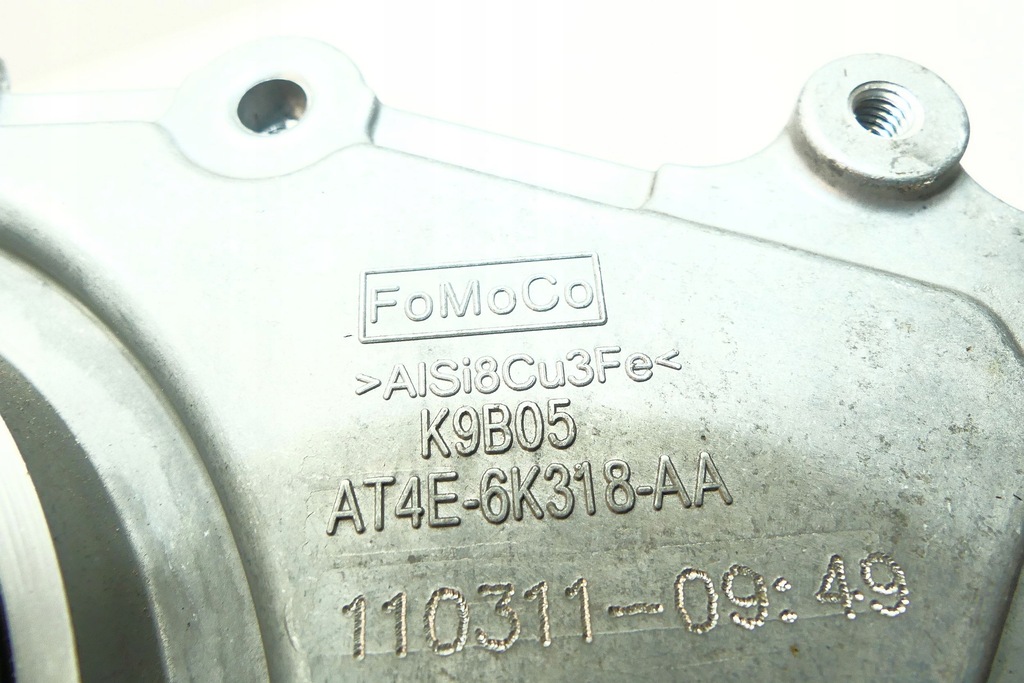 FoMoCo
>AlSi8Cu3Fe<
K9B05
AT4E-6K318-AA
110311-09:49